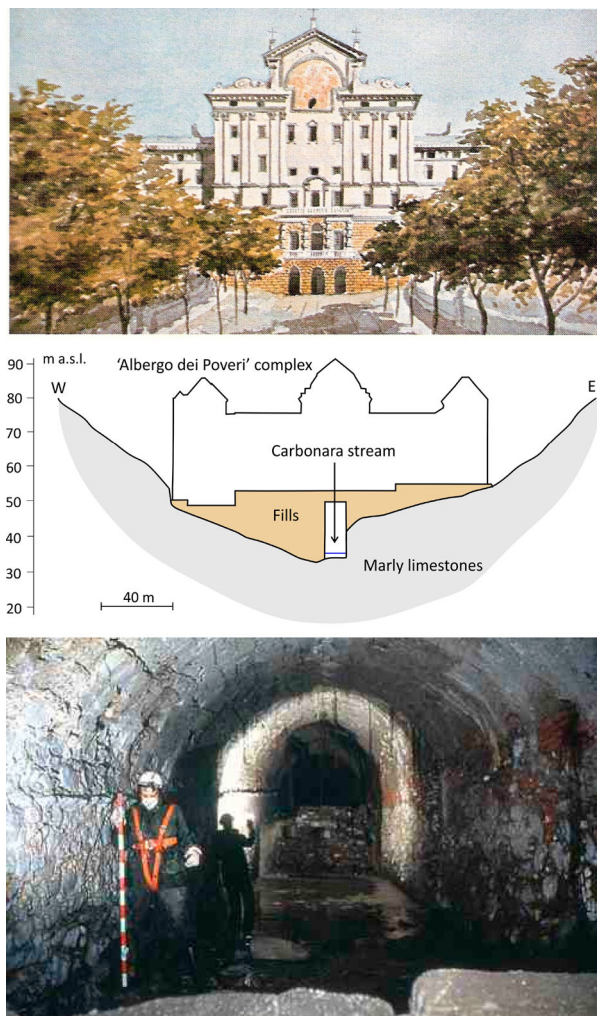 m a.s.l.
'Albergo dei Poveri' complex
90
W
E
80
70
Carbonara stream
60
50
Fills
40
Marly limestones
30
40 m
20